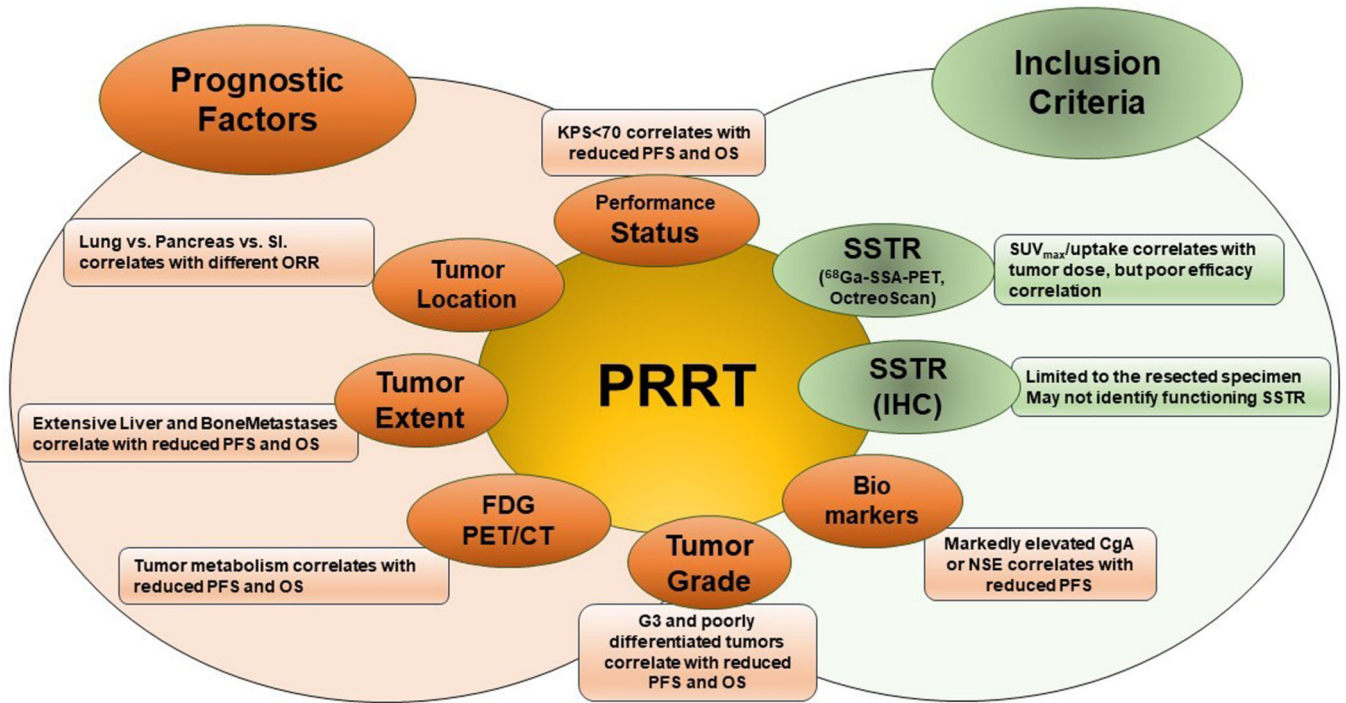 Prognostic
Factors
Inclusion
Criteria
KPS<70 correlates with
reduced PFS and OS
Performance
Status
Lung vs. Pancreas vs. SI.
correlates with different ORR
Tumor
Location
SSTR
(⁶⁸Ga-SSA-PET,
OctreoScan)
SUVmax/uptake correlates with
tumor dose, but poor efficacy
correlation
PRRT
Tumor
Extent
Extensive Liver and BoneMetastases
correlate with reduced PFS and OS
SSTR
(IHC)
Limited to the resected specimen
May not identify functioning SSTR
FDG
PET/CT
Tumor metabolism correlates with
reduced PFS and OS
Tumor
Grade
G3 and poorly
differentiated tumors
correlate with reduced
PFS and OS
Bio
markers
Markedly elevated CgA
or NSE correlates with
reduced PFS